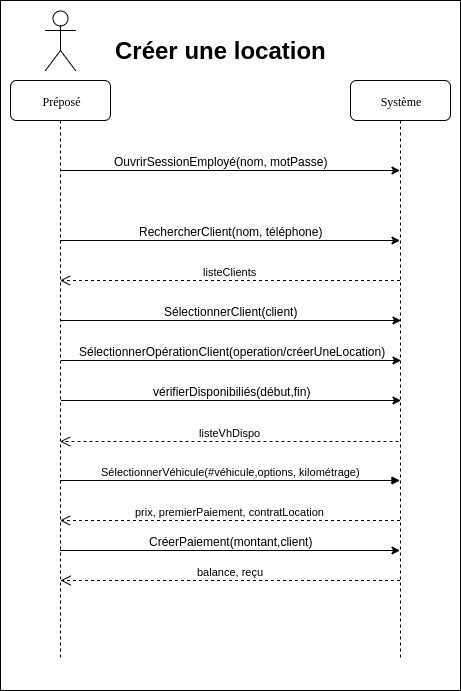 Créer une location
Préposé
Système
OuvrirSessionEmployé(nom, motPasse)
RechercherClient(nom, téléphone)
listeClients
SélectionnerClient(client)
SélectionnerOpérationClient(operation/créerUneLocation)
vérifierDisponibiliés(début,fin)
listeVhDispo
SélectionnerVéhicule(#véhicule,options, kilométrage)
prix, premierPaiement, contratLocation
CréerPaiement(montant,client)
balance, reçu